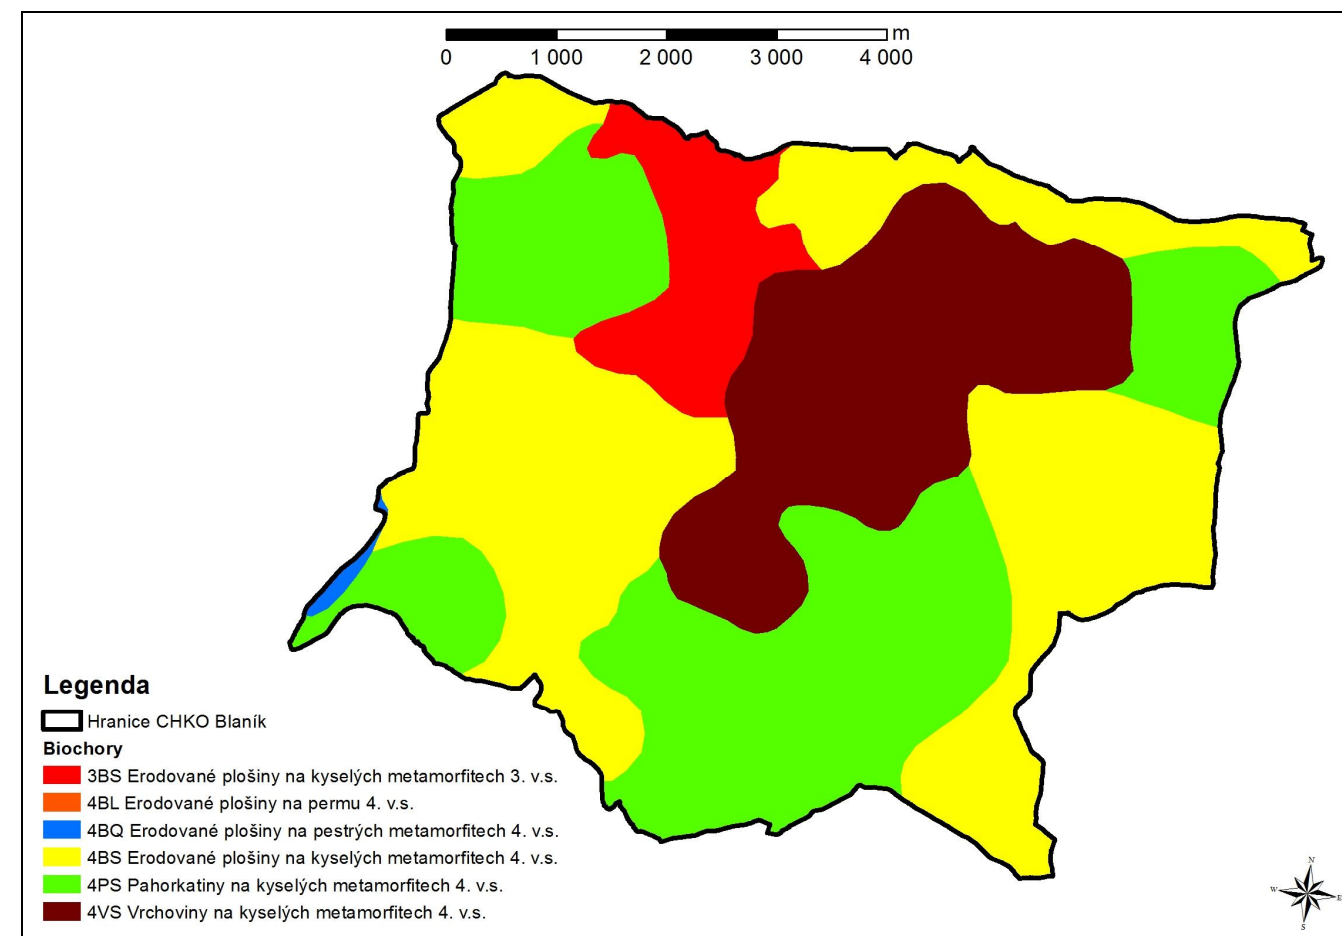 m
0 1 000 2 000 3 000 4 000
Legenda
Hranice CHKO Blaník
Biochory
3BS Erodované plošiny na kyselých metamorfitech 3. v.s.
4BL Erodované plošiny na permu 4. v.s.
4BQ Erodované plošiny na pestrých metamorfitech 4. v.s.
4BS Erodované plošiny na kyselých metamorfitech 4. v.s.
4PS Pahorkatiny na kyselých metamorfitech 4. v.s.
4VS Vrchoviny na kyselých metamorfitech 4. v.s.
N
W E
S